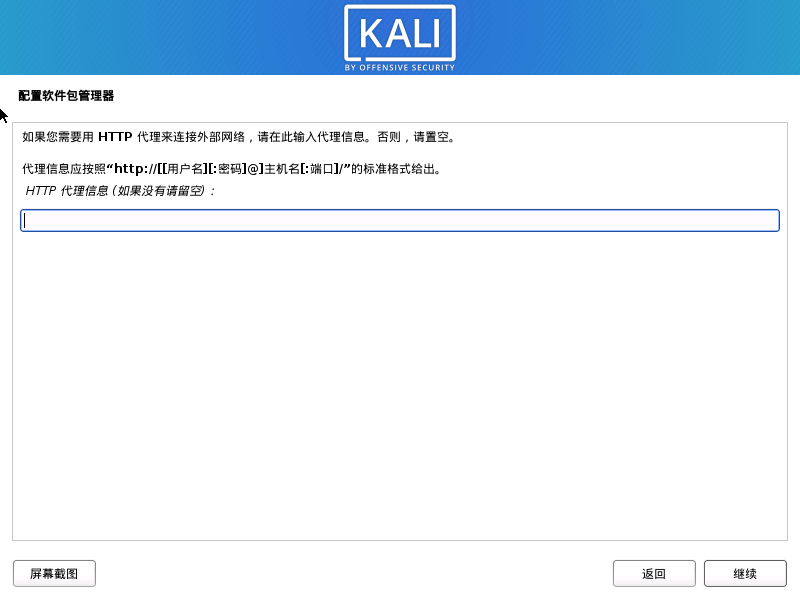 KALI
BY OFFENSIVE SECURITY
配置软件包管理器
如果您需要用 HTTP 代理来连接外部网络，请在此输入代理信息。否则，请置空。
代理信息应按照“http://[[用户名][:密码]@]主机名[:端口]/”的标准格式给出。
HTTP 代理信息（如果没有请留空）：
屏幕截图
返回
继续